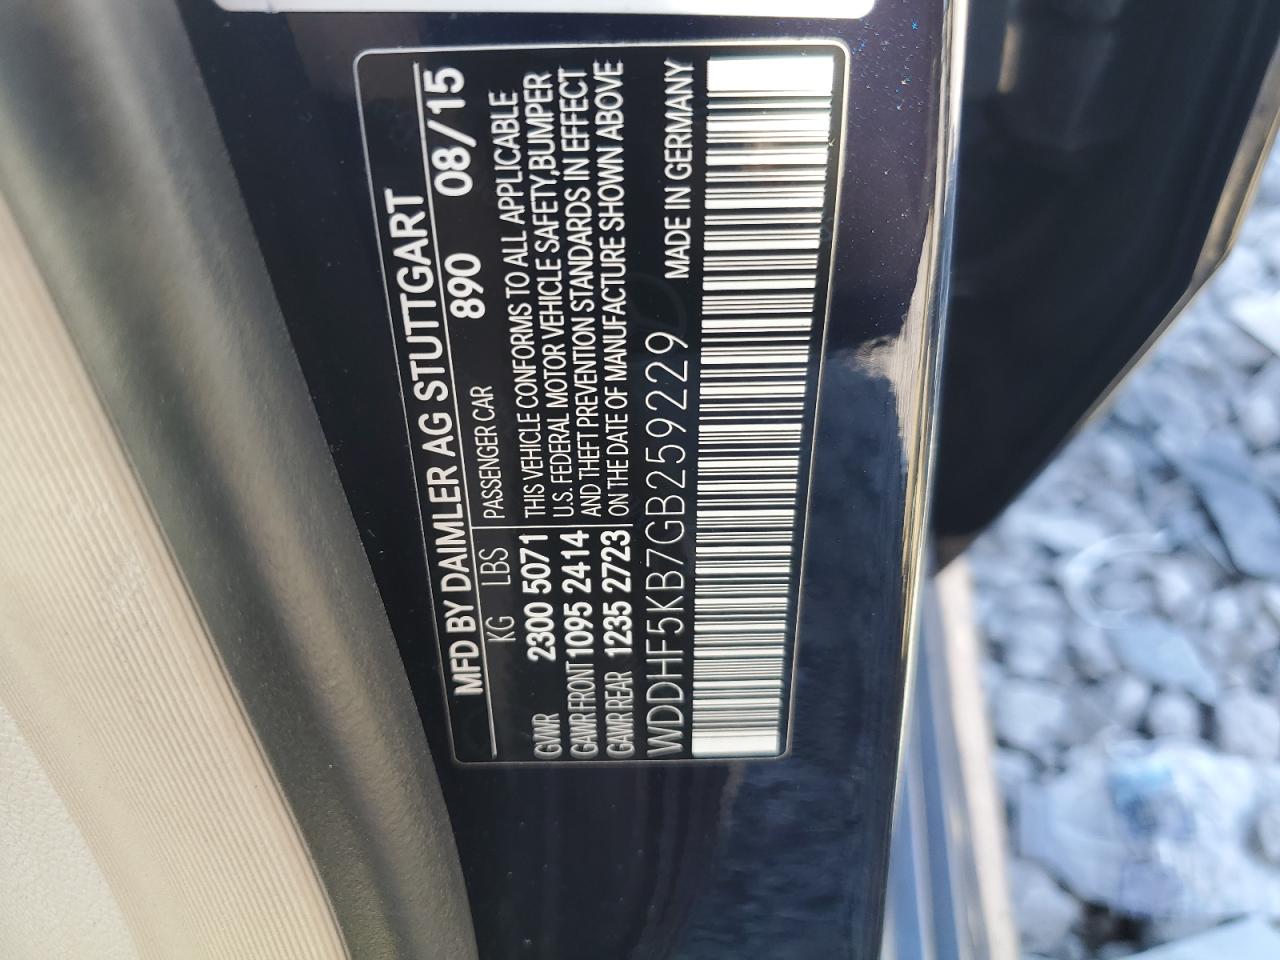 MFD BY DAIMLER AG STUTTGART
890 08/15
KG LBS PASSENGER CAR
GVWR 2300 5071 THIS VEHICLE CONFORMS TO ALL APPLICABLE
GAWR FRONT 1095 2414 U.S. FEDERAL MOTOR VEHICLE SAFETY,BUMPER
AND THEFT PREVENTION STANDARDS IN EFFECT
GAWR REAR 1235 2723 ON THE DATE OF MANUFACTURE SHOWN ABOVE
WDDHF5KB7GB259229 MADE IN GERMANY